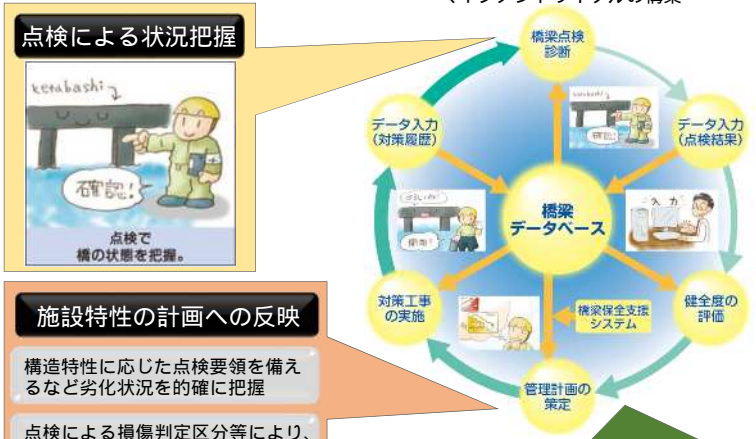 点検による状況把握
ketabashi
確認!
点検で
橋の状態を把握。
施設特性の計画への反映
構造特性に応じた点検要領を備え
るなど劣化状況を的確に把握
点検による損傷判定区分等により、
橋梁点検
診断
データ入力
(点検結果)
健全度の
評価
管理計画の
策定
対策工事
の実施
データ入力
(対策履歴)
橋梁
データベース
橋梁保全支援
システム
確認!
入力